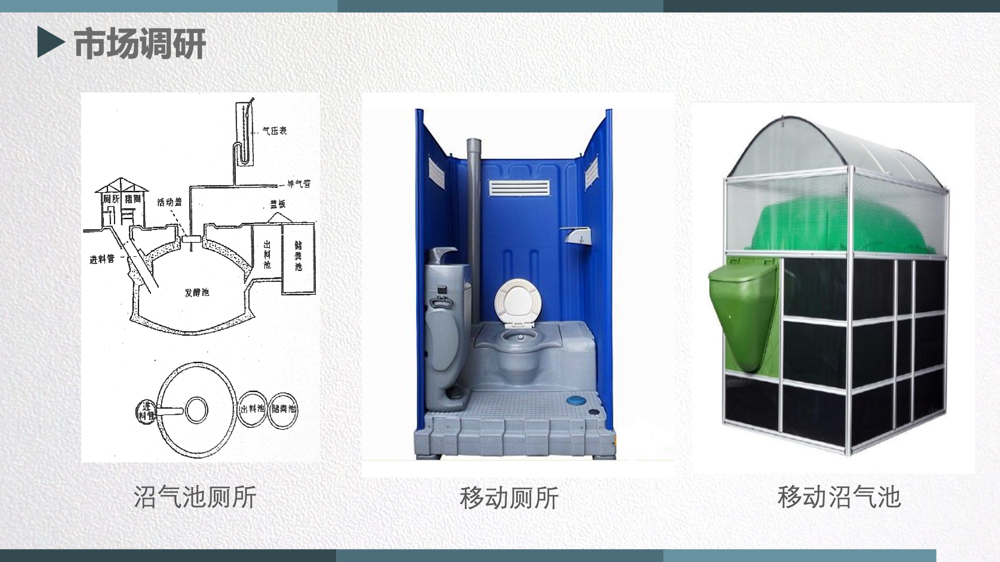 市场调研
气压表
导气管
厕所 猪圈
活动盖
盖板
进料管
出料池
储粪池
发酵池
进料管
出料池
储粪池
沼气池厕所
移动厕所
移动沼气池